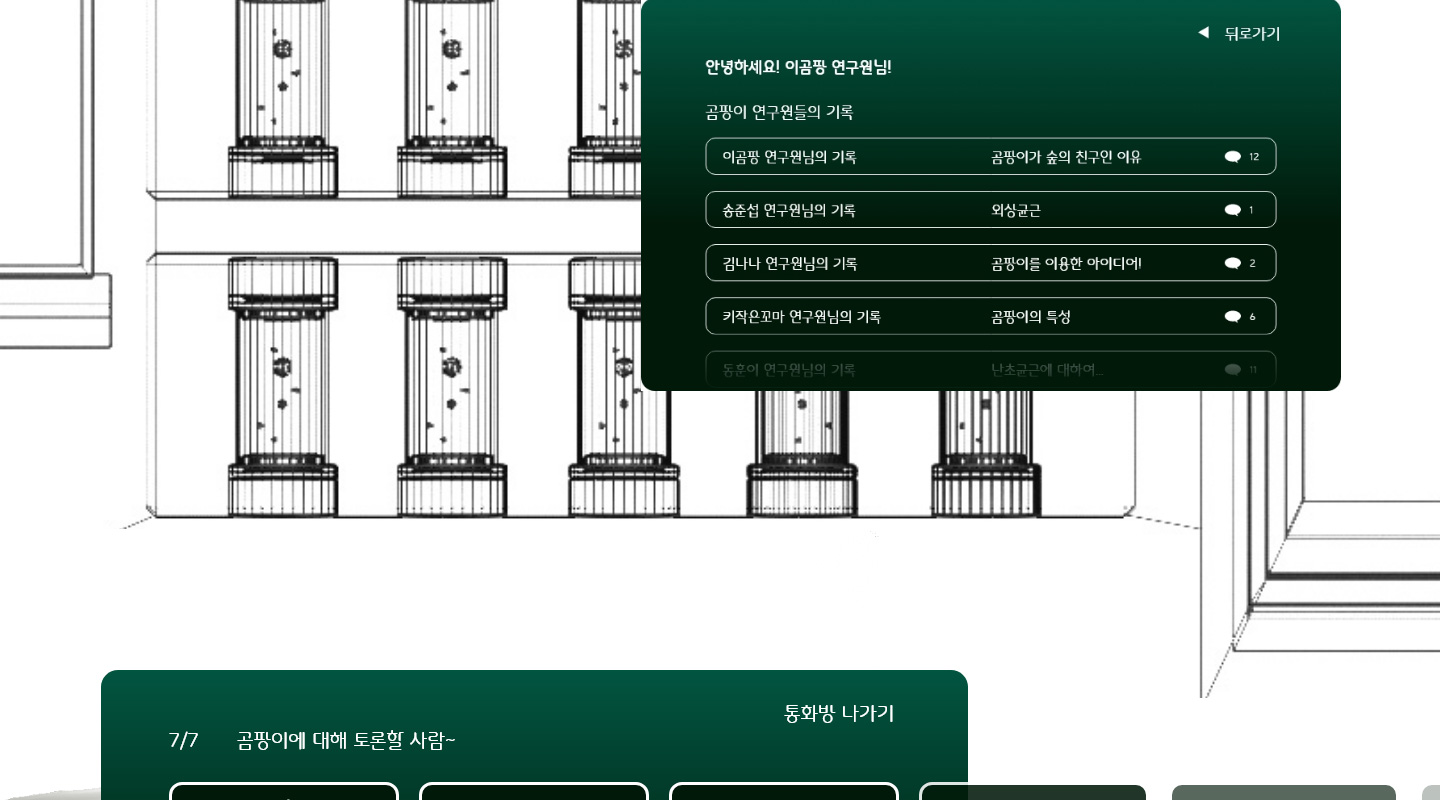 뒤로가기
안녕하세요! 이곰팡 연구원님!
곰팡이 연구원들의 기록
이곰팡 연구원님의 기록 곰팡이가 숲의 친구인 이유 12
송준섭 연구원님의 기록 외싱균근 1
김나나 연구원님의 기록 곰팡이를 이용한 아이디어! 2
키작은꼬마 연구원님의 기록 곰팡이의 특성 6
동훈이 연구원님의 기록 난초균근에 대하여... 11
통화방 나가기
7/7 곰팡이에 대해 토론할 사람~